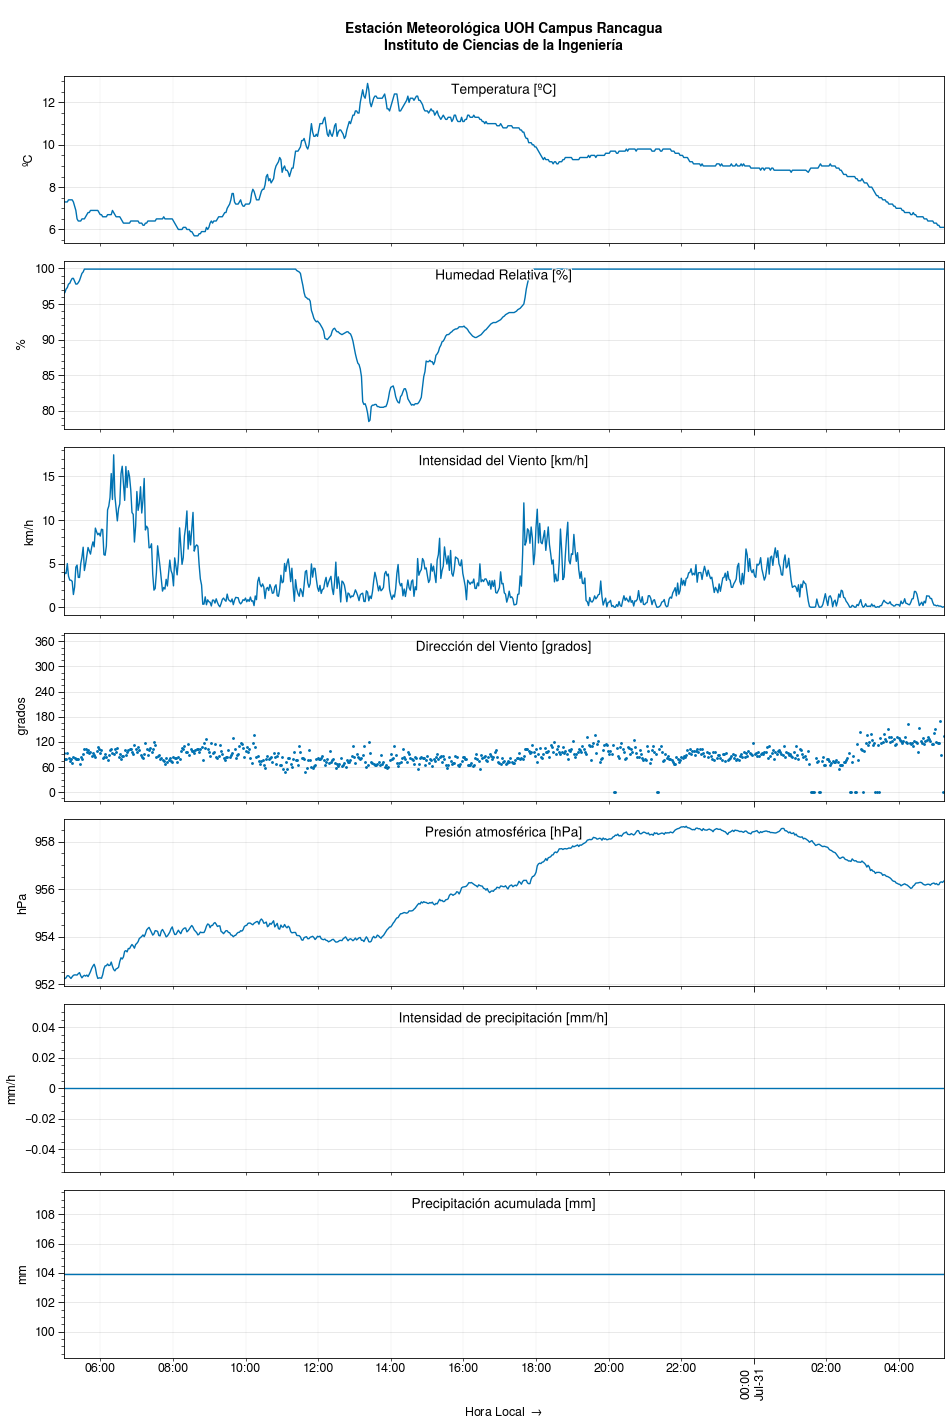 Estación Meteorológica UOH Campus Rancagua
Instituto de Ciencias de la Ingeniería
Temperatura [ºC]
12
10
8
6
ºC
Humedad Relativa [%]
100
95
90
85
80
%
Intensidad del Viento [km/h]
15
10
5
0
km/h
Dirección del Viento [grados]
360
300
240
180
120
60
0
grados
Presión atmosférica [hPa]
958
956
954
952
hPa
Intensidad de precipitación [mm/h]
0.04
0.02
0
−0.02
−0.04
mm/h
Precipitación acumulada [mm]
108
106
104
102
100
mm
06:00 08:00 10:00 12:00 14:00 16:00 18:00 20:00 22:00 00:00 02:00 04:00
Jul-31
Hora Local →